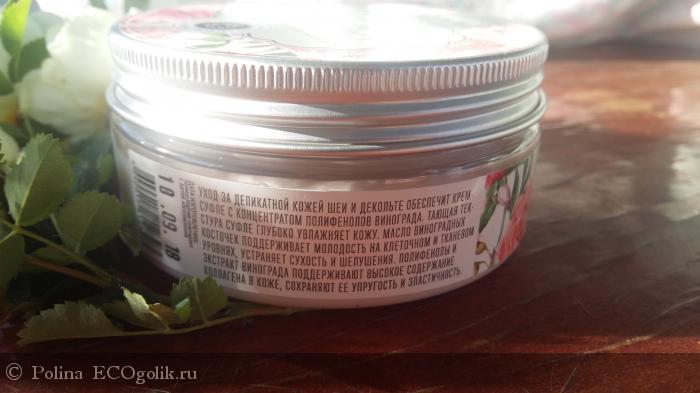 УХОД ЗА ДЕЛИКАТНОЙ КОЖЕЙ ШЕИ И ДЕКОЛЬТЕ ОБЕСПЕЧИТ КРЕМ-
СУФЛЕ С КОНЦЕНТРАТОМ ПОЛИФЕНОЛОВ ВИНОГРАДА. ТАЮЩАЯ ТЕК-
СТУРА СУФЛЕ ГЛУБОКО УВЛАЖНЯЕТ КОЖУ. МАСЛО ВИНОГРАДНЫХ
КОСТОЧЕК ПОДДЕРЖИВАЕТ МОЛОДОСТЬ НА КЛЕТОЧНОМ И ТКАНЕВОМ
УРОВНЯХ, УСТРАНЯЕТ СУХОСТЬ И ШЕЛУШЕНИЯ. ПОЛИФЕНОЛЫ И
ЭКСТРАКТ ВИНОГРАДА ПОДДЕРЖИВАЮТ ВЫСОКОЕ СОДЕРЖАНИЕ
КОЛЛАГЕНА В КОЖЕ, СОХРАНЯЮТ ЕЕ УПРУГОСТЬ И ЭЛАСТИЧНОСТЬ.
18.09.18
© Polina ECOgolik.ru